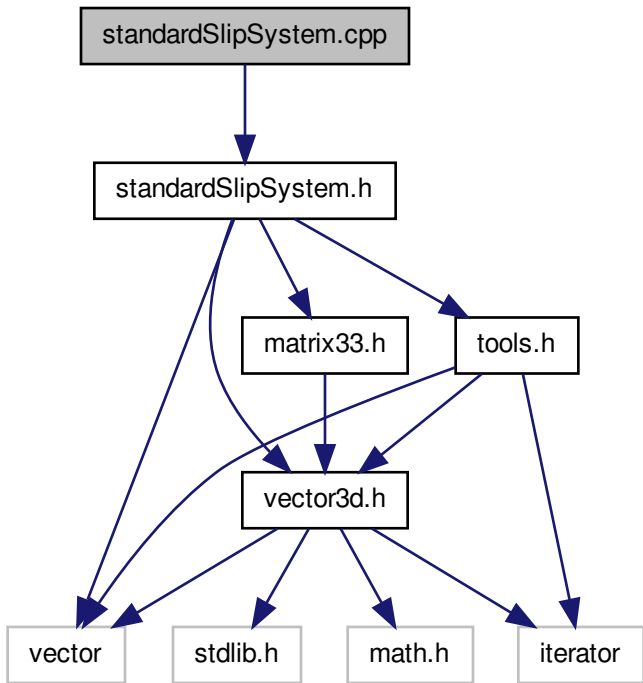 standardSlipSystem.cpp
standardSlipSystem.h
matrix33.h
tools.h
vector3d.h
vector
stdlib.h
math.h
iterator